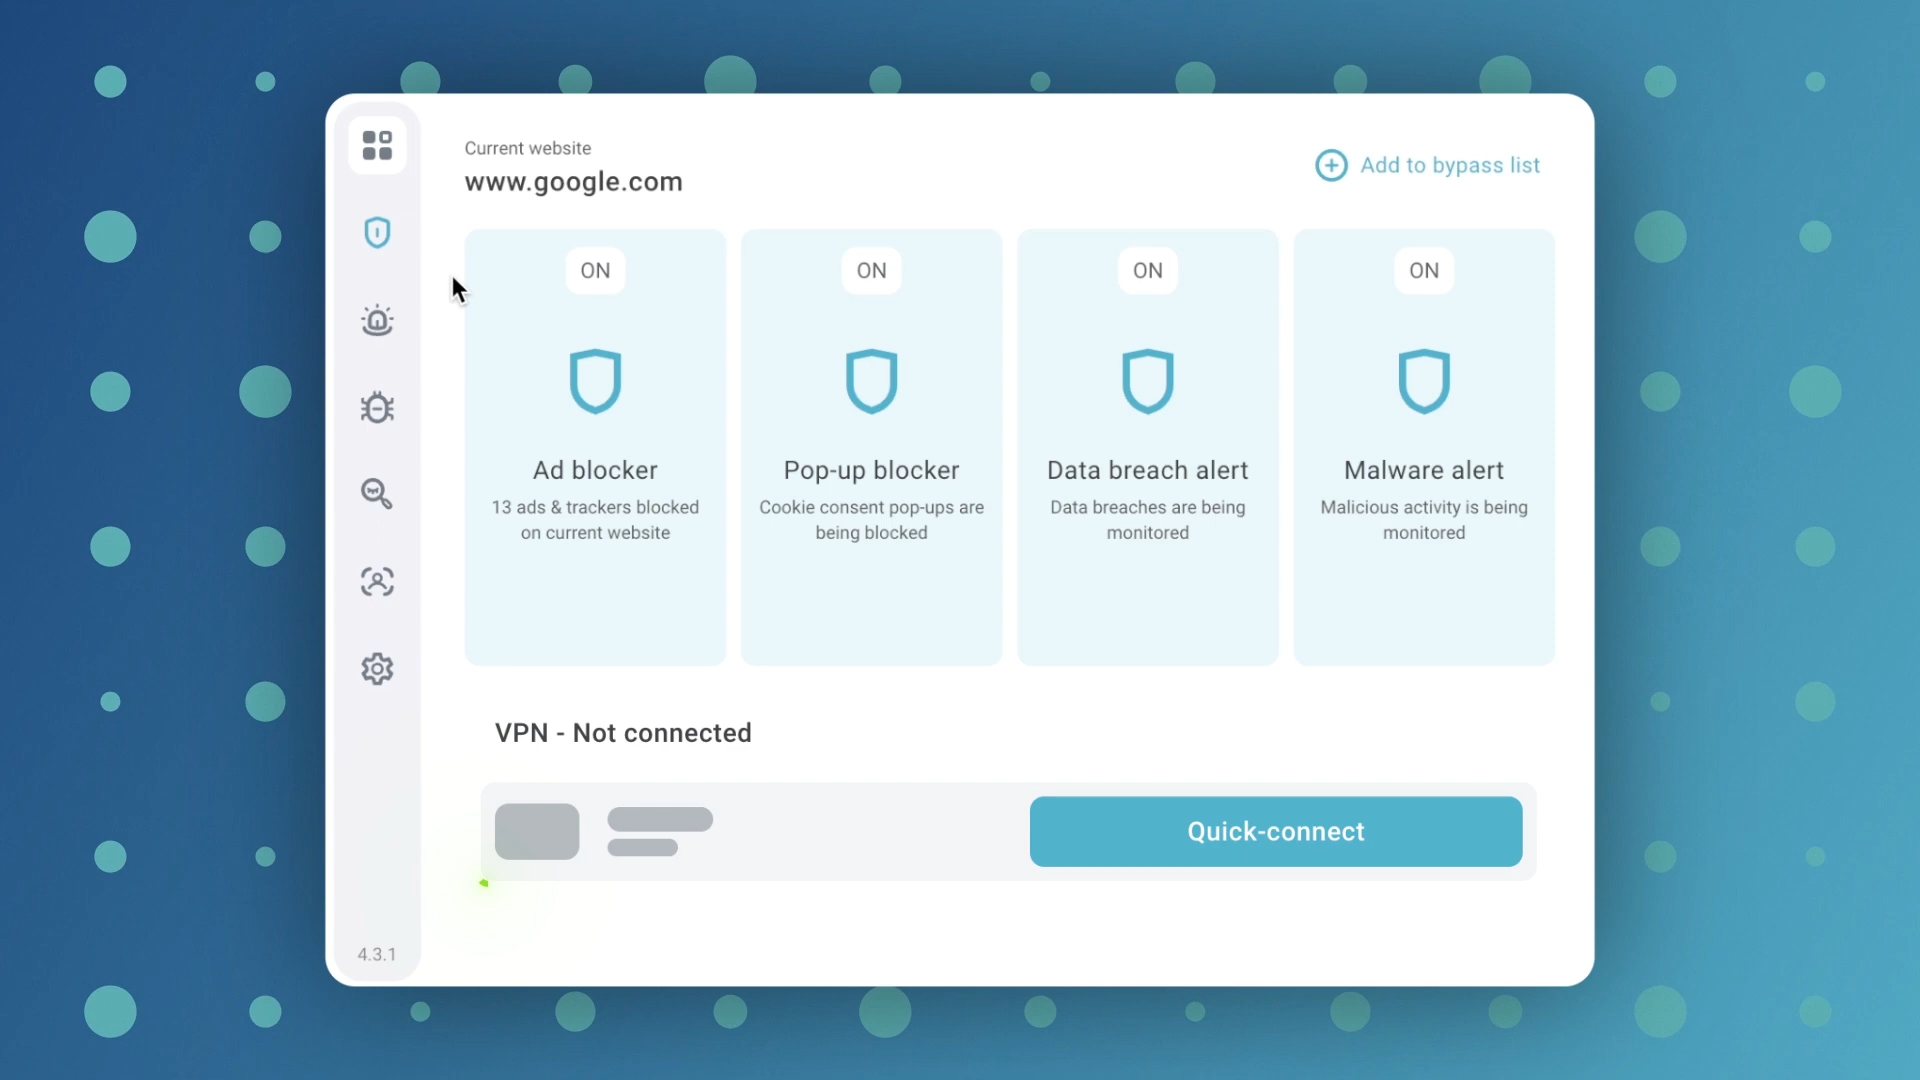 Current website
www.google.com
Add to bypass list
ON
ON
ON
ON
Ad blocker
13 ads & trackers blocked
on current website
Pop-up blocker
Cookie consent pop-ups are
being blocked
Data breach alert
Data breaches are being
monitored
Malware alert
Malicious activity is being
monitored
VPN - Not connected
Quick-connect
4.3.1